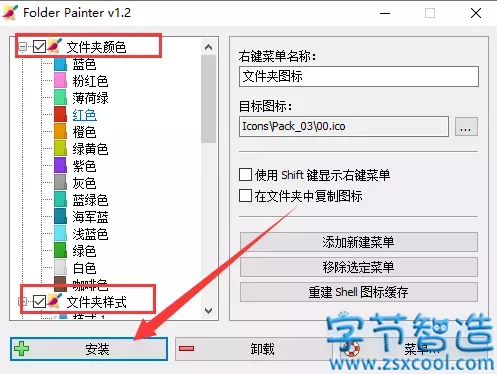 Folder Painter v1.2
文件夹颜色
蓝色
粉红色
薄荷绿
红色
橙色
绿黄色
紫色
灰色
蓝绿色
海军蓝
浅蓝色
绿色
白色
咖啡色
文件夹样式
样式 1
右键菜单名称:
文件夹图标
目标图标:
Icons\Pack_03\00.ico
...
使用 Shift 键显示右键菜单
在文件夹中复制图标
添加新建菜单
移除选定菜单
重建 Shell 图标缓存
安装
卸载
菜单...
字节智造
www.zsxcool.com